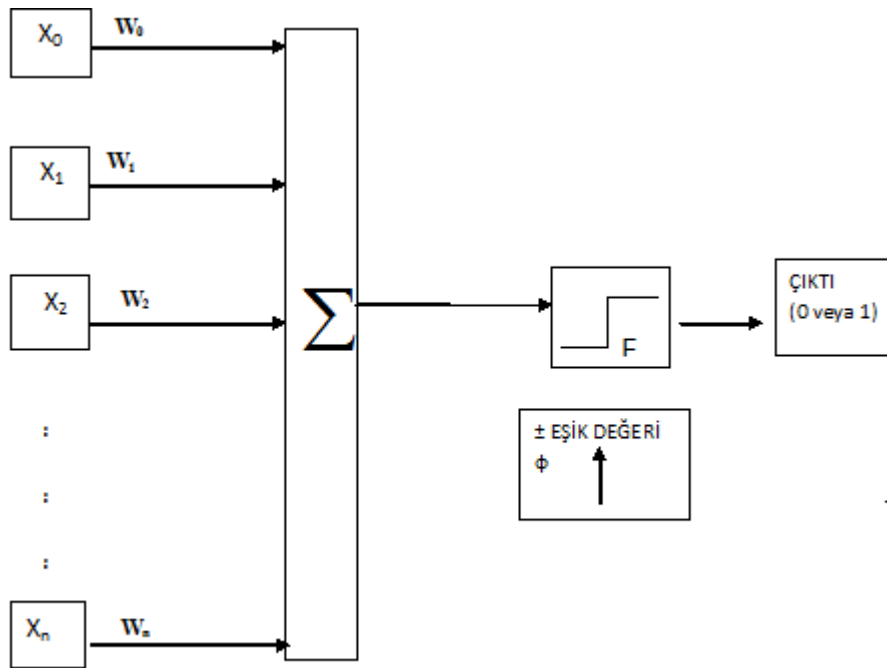 X₀ W₀
X₁ W₁
X₂ W₂
∑
F
ÇIKTI
(0 veya 1)
± EŞİK DEĞERİ
ф
:
:
:
Xₙ Wₙ